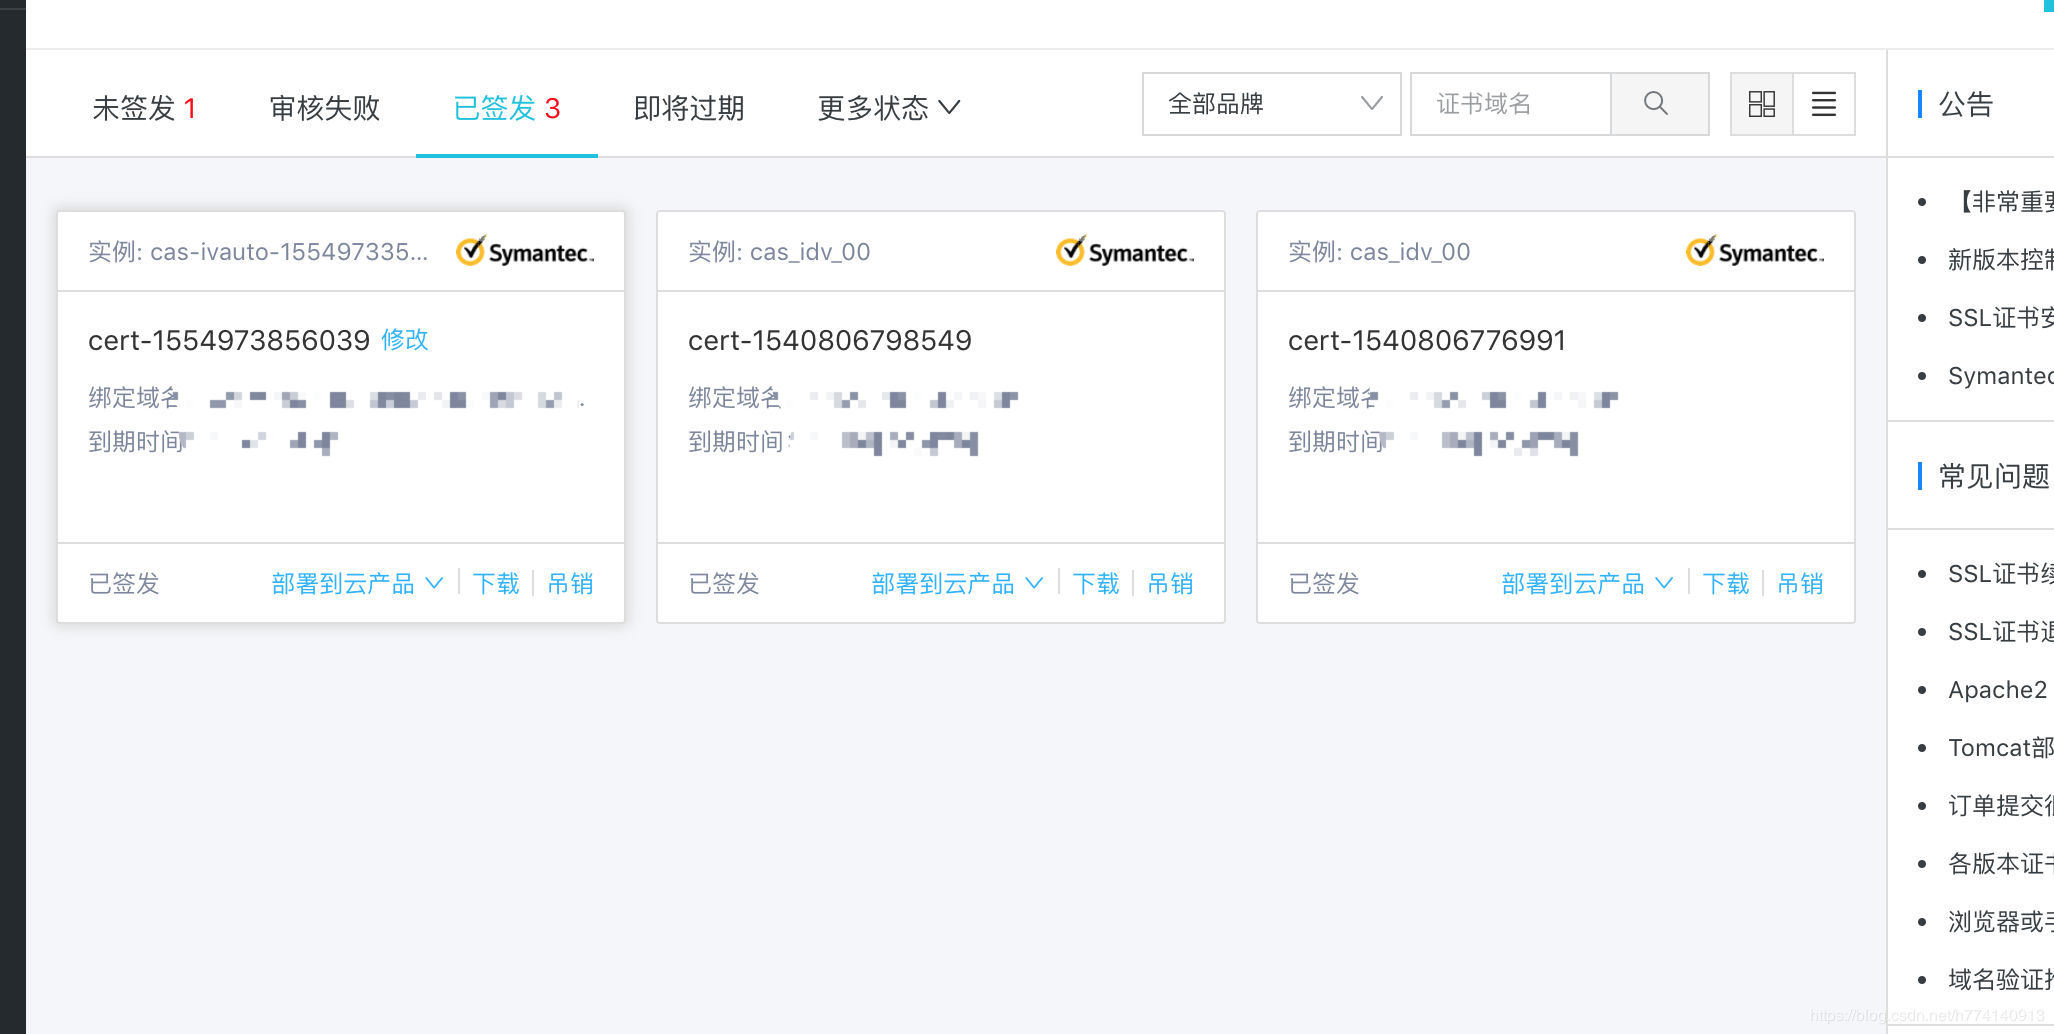 未签发 1 审核失败 已签发 3 即将过期 更多状态 全部品牌 证书域名
实例: cas-ivauto-155497335... Symantec.
cert-1554973856039 修改
绑定域名
到期时间
已签发 部署到云产品 下载 吊销
实例: cas_idv_00 Symantec.
cert-1540806798549
绑定域名
到期时间
已签发 部署到云产品 下载 吊销
实例: cas_idv_00 Symantec.
cert-1540806776991
绑定域名
到期时间
已签发 部署到云产品 下载 吊销
公告
【非常重要
新版本控制
SSL证书安
Symantec
常见问题
SSL证书续
SSL证书退
Apache2
Tomcat部
订单提交很
各版本证书
浏览器或手
域名验证推
https://blog.csdn.net/h774140913